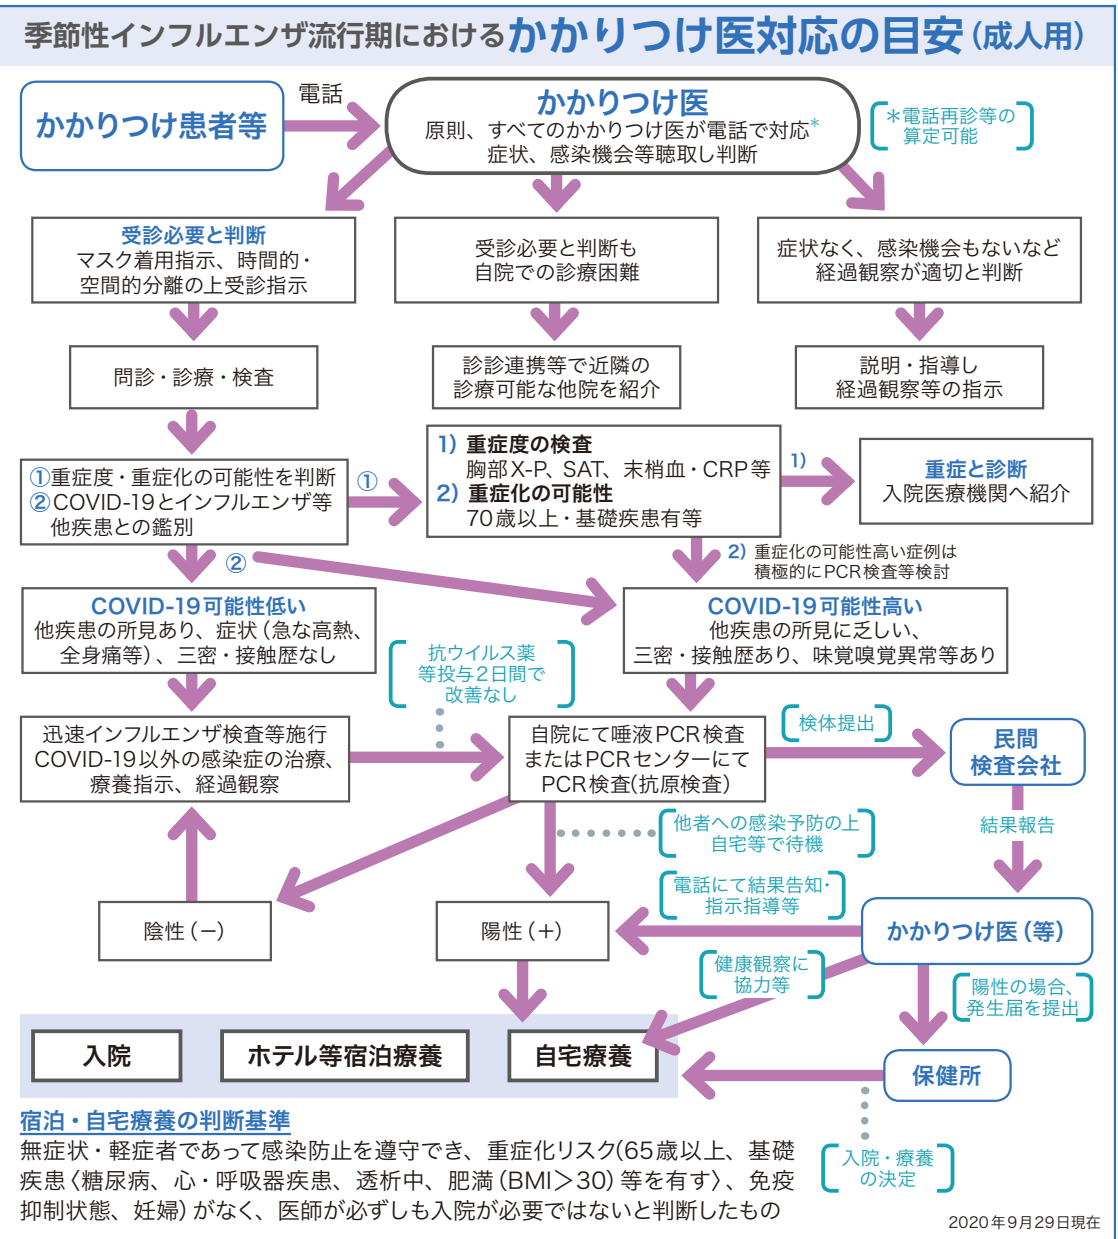 季節性インフルエンザ流行期におけるかかりつけ医対応の目安(成人用)
かかりつけ患者等
電話
かかりつけ医
原則、すべてのかかりつけ医が電話で対応*
症状、感染機会等聴取し判断
*電話再診等の
算定可能
受診必要と判断
マスク着用指示、時間的・
空間的分離の上受診指示
受診必要と判断も
自院での診療困難
症状なく、感染機会もないなど
経過観察が適切と判断
問診・診療・検査
診診連携等で近隣の
診療可能な他院を紹介
説明・指導し
経過観察等の指示
①重症度・重症化の可能性を判断
②COVID-19とインフルエンザ等
他疾患との鑑別
①
1) 重症度の検査
胸部X-P、SAT、末梢血・CRP等
2) 重症化の可能性
70歳以上・基礎疾患有等
1)
重症と診断
入院医療機関へ紹介
②
2) 重症化の可能性高い症例は
積極的にPCR検査等検討
COVID-19可能性低い
他疾患の所見あり、症状(急な高熱、
全身痛等)、三密・接触歴なし
COVID-19可能性高い
他疾患の所見に乏しい、
三密・接触歴あり、味覚嗅覚異常等あり
抗ウイルス薬
等投与2日間で
改善なし
迅速インフルエンザ検査等施行
COVID-19以外の感染症の治療、
療養指示、経過観察
自院にて唾液PCR検査
またはPCRセンターにて
PCR検査(抗原検査)
検体提出
民間
検査会社
結果報告
他者への感染予防の上
自宅等で待機
電話にて結果告知・
指示指導等
陰性(−)
陽性(+)
かかりつけ医(等)
健康観察に
協力等
陽性の場合、
発生届を提出
入院
ホテル等宿泊療養
自宅療養
保健所
入院・療養
の決定
宿泊・自宅療養の判断基準
無症状・軽症者であって感染防止を遵守でき、重症化リスク(65歳以上、基礎
疾患〈糖尿病、心・呼吸器疾患、透析中、肥満(BMI>30)等を有す〉、免疫
抑制状態、妊婦)がなく、医師が必ずしも入院が必要ではないと判断したもの
2020年9月29日現在